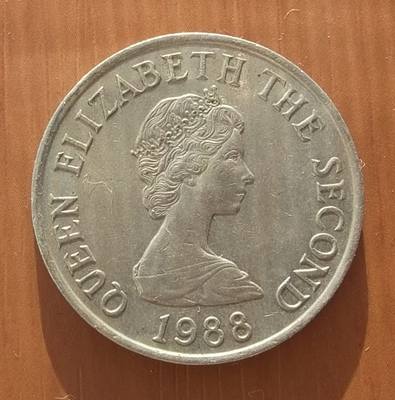 QUEEN ELIZABETH THE SECOND
1988